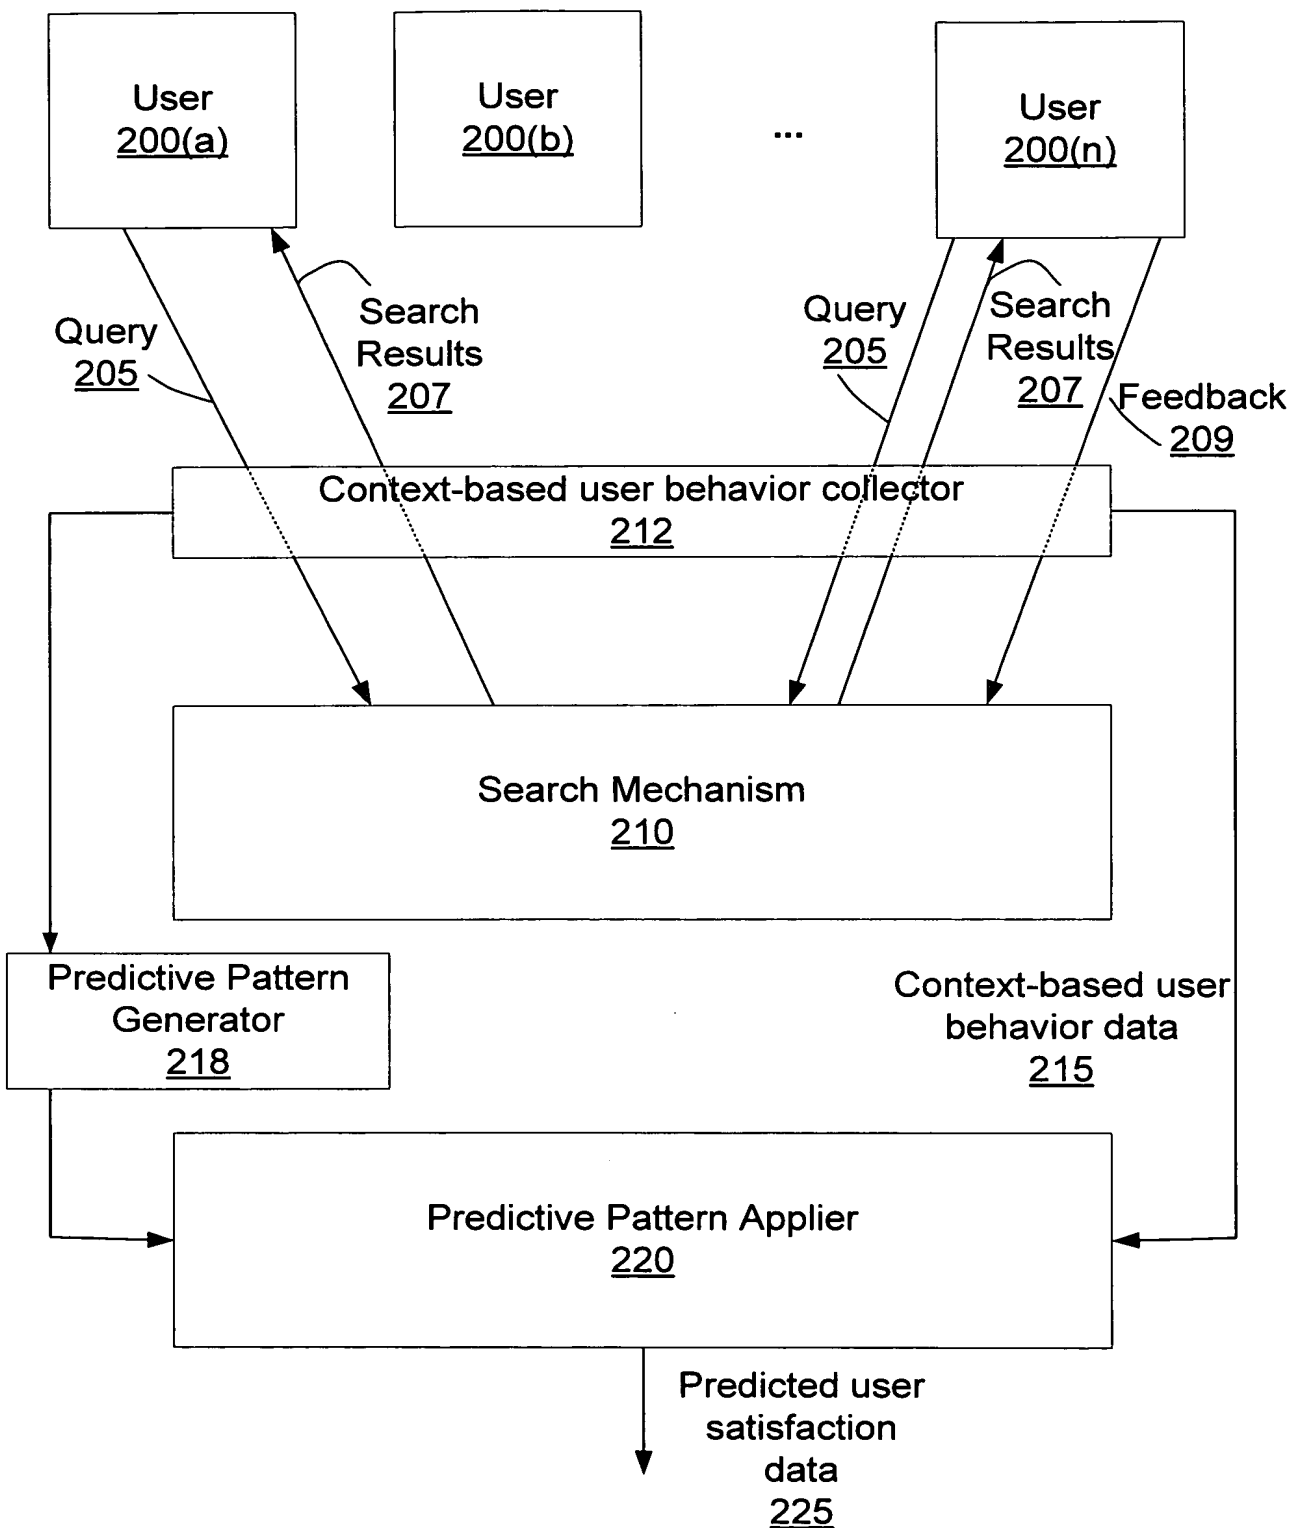 User
200(a)
User
200(b)
...
User
200(n)
Query
205
Search
Results
207
Query
205
Search
Results
207
Feedback
209
Context-based user behavior collector
212
Search Mechanism
210
Predictive Pattern
Generator
218
Context-based user
behavior data
215
Predictive Pattern Applier
220
Predicted user
satisfaction
data
225